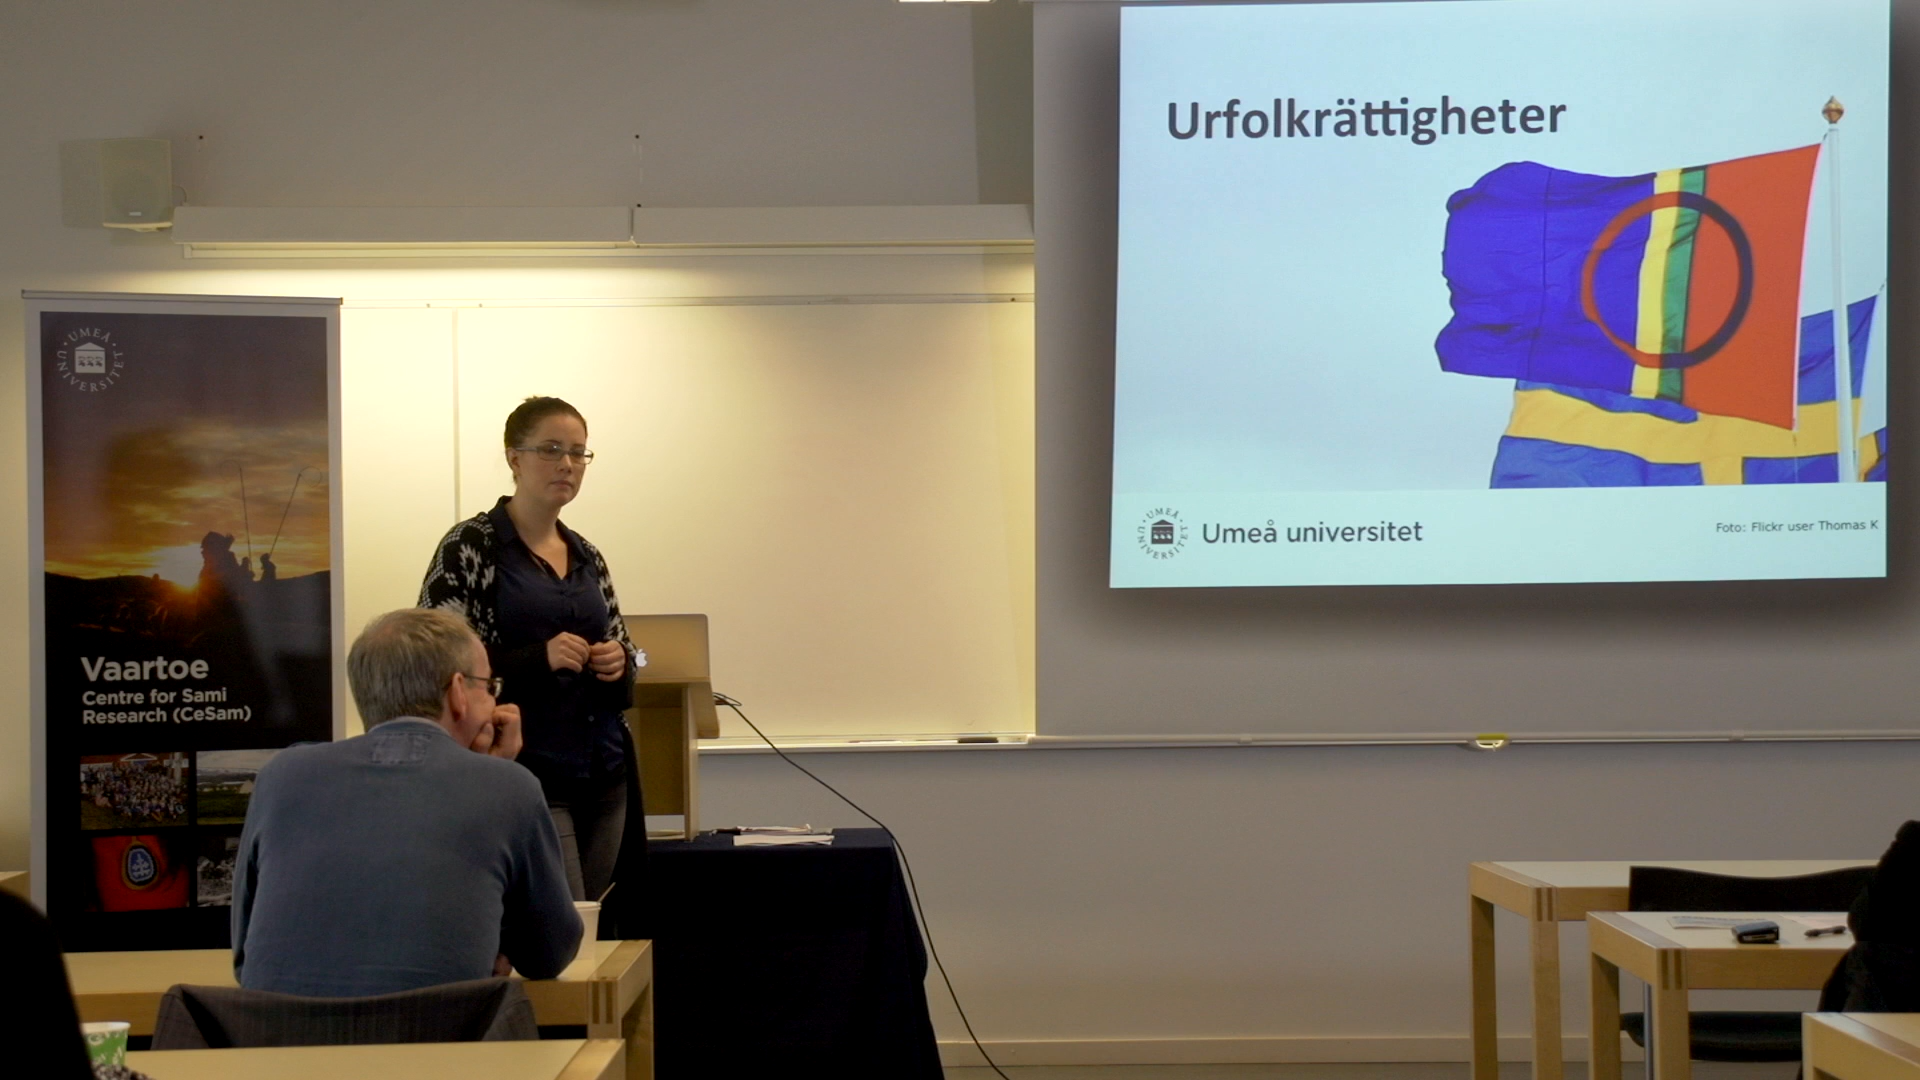 Urfolkrättigheter
UMEÅ UNIVERSITET
Umeå universitet
Foto: Flickr user Thomas K
UMEÅ UNIVERSITET
Vaartoe
Centre for Sami
Research (CeSam)